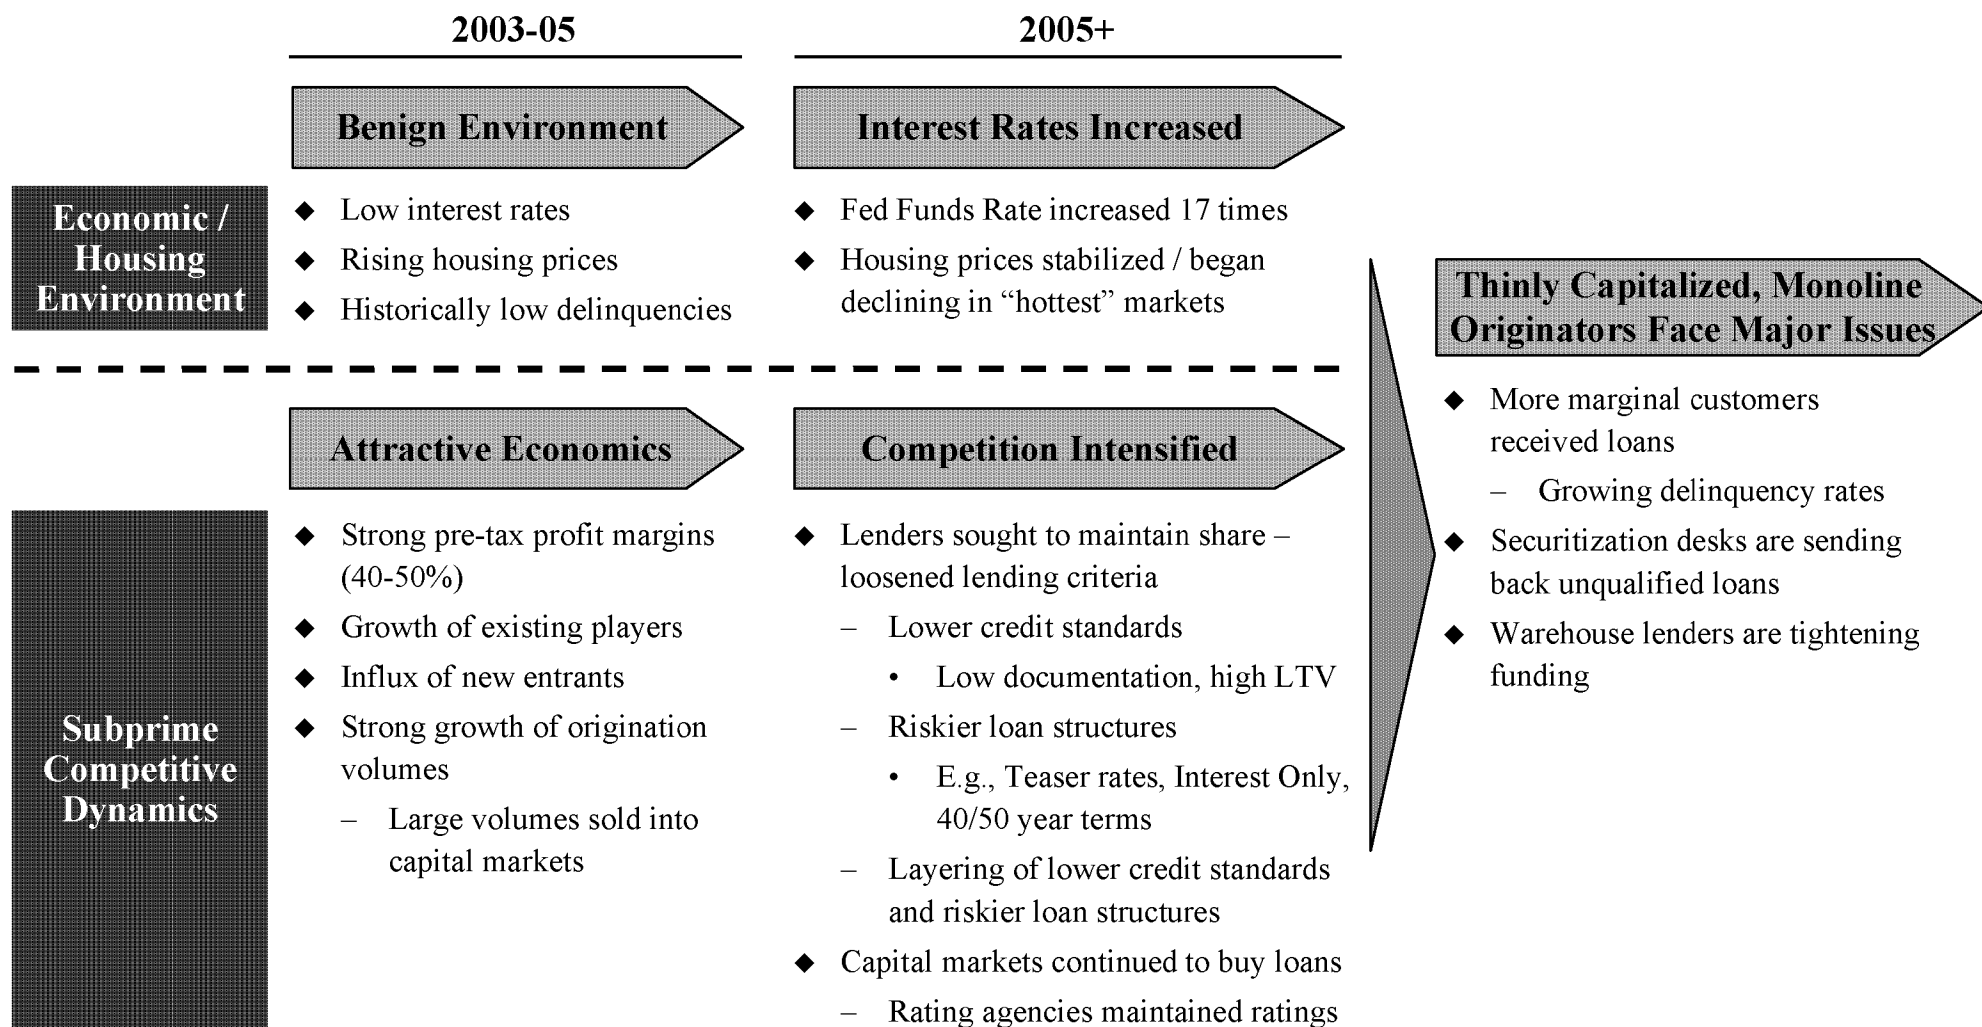 2003-05
2005+
Benign Environment
Interest Rates Increased
Economic /
Housing
Environment
◆ Low interest rates
◆ Rising housing prices
◆ Historically low delinquencies
◆ Fed Funds Rate increased 17 times
◆ Housing prices stabilized / began
declining in “hottest” markets
Attractive Economics
Competition Intensified
Subprime
Competitive
Dynamics
◆ Strong pre-tax profit margins
(40-50%)
◆ Growth of existing players
◆ Influx of new entrants
◆ Strong growth of origination
volumes
– Large volumes sold into
capital markets
◆ Lenders sought to maintain share –
loosened lending criteria
– Lower credit standards
• Low documentation, high LTV
– Riskier loan structures
• E.g., Teaser rates, Interest Only,
40/50 year terms
– Layering of lower credit standards
and riskier loan structures
◆ Capital markets continued to buy loans
– Rating agencies maintained ratings
Thinly Capitalized, Monoline
Originators Face Major Issues
◆ More marginal customers
received loans
– Growing delinquency rates
◆ Securitization desks are sending
back unqualified loans
◆ Warehouse lenders are tightening
funding